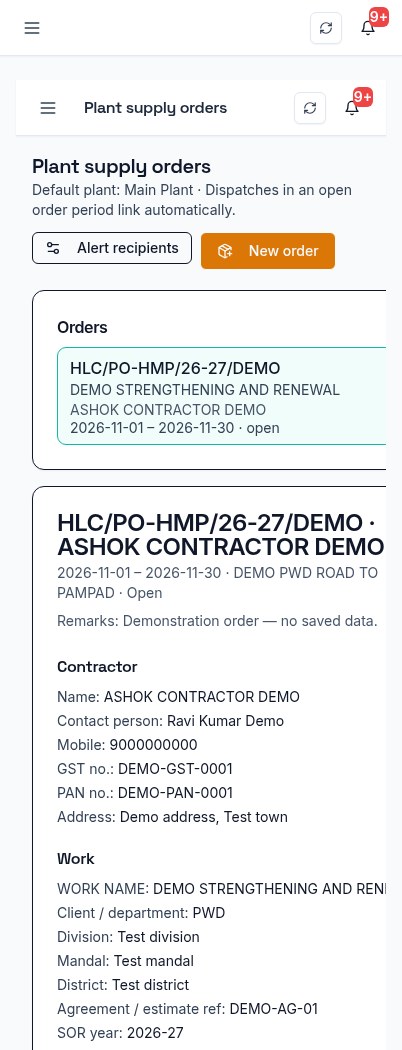 9+
Plant supply orders
9+
Plant supply orders
Default plant: Main Plant · Dispatches in an open
order period link automatically.
Alert recipients
New order
Orders
HLC/PO-HMP/26-27/DEMO
DEMO STRENGTHENING AND RENEWAL
ASHOK CONTRACTOR DEMO
2026-11-01 – 2026-11-30 · open
HLC/PO-HMP/26-27/DEMO ·
ASHOK CONTRACTOR DEMO
2026-11-01 – 2026-11-30 · DEMO PWD ROAD TO
PAMPAD · Open
Remarks: Demonstration order — no saved data.
Contractor
Name: ASHOK CONTRACTOR DEMO
Contact person: Ravi Kumar Demo
Mobile: 9000000000
GST no.: DEMO-GST-0001
PAN no.: DEMO-PAN-0001
Address: Demo address, Test town
Work
WORK NAME: DEMO STRENGTHENING AND
Client / department: PWD
Division: Test division
Mandal: Test mandal
District: Test district
Agreement / estimate ref: DEMO-AG-01
SOR year: 2026-27